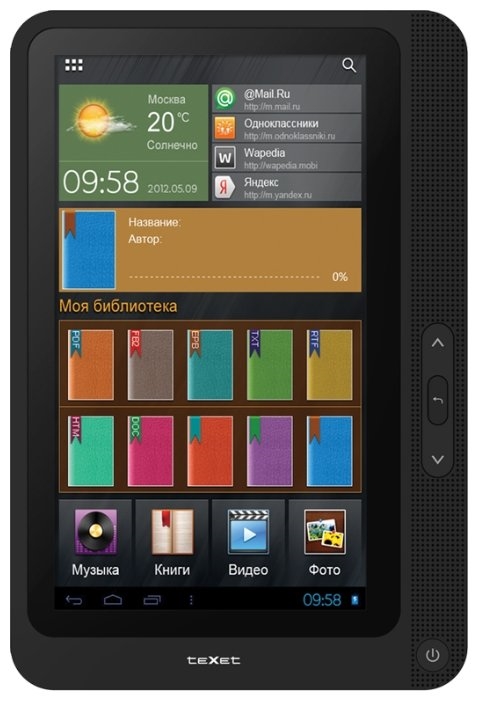 Москва
20 °C
Солнечно
09:58 2012.05.09
@Mail.Ru
http://m.mail.ru
Одноклассники
http://m.odnoklassniki.ru
W
Wapedia
http://wapedia.mobi
Я
Яндекс
http://m.yandex.ru
Название:
Автор:
0%
Моя библиотека
PDF FB2 EPB TXT RTF
HTM DOC
Музыка Книги Видео Фото
09:58
teXet